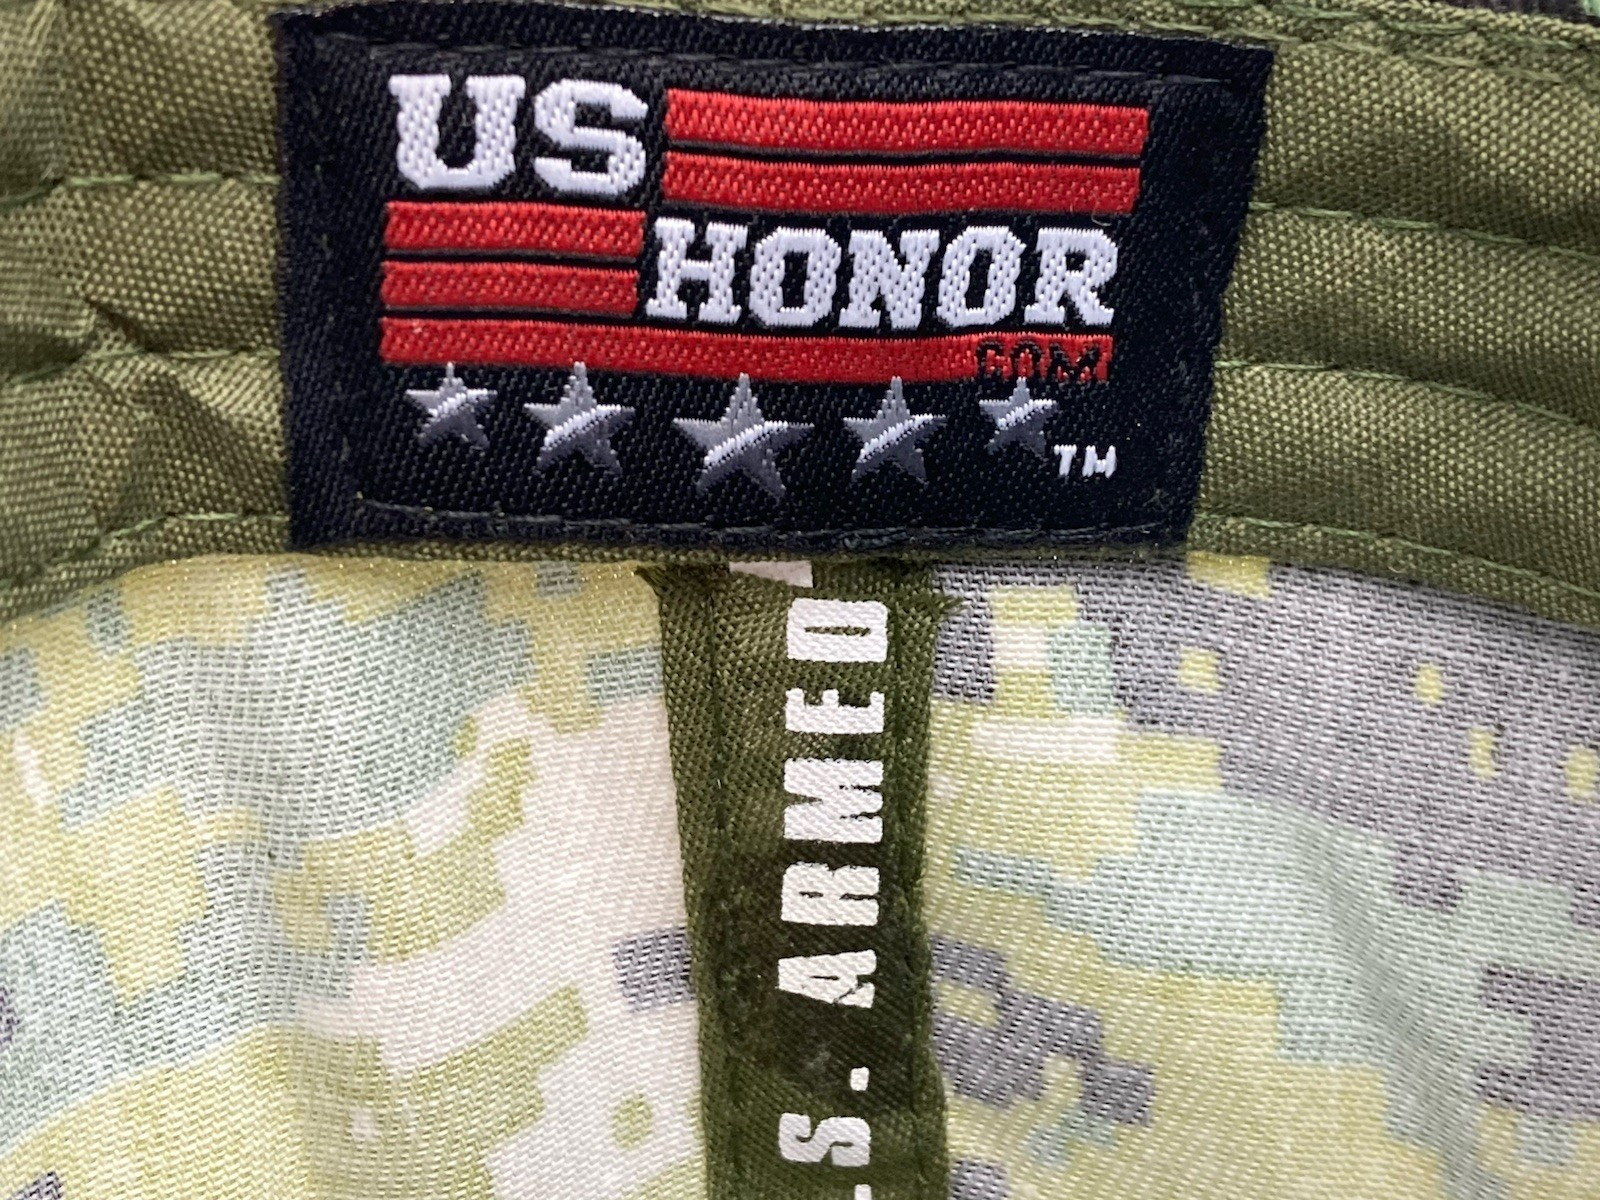 US
HONOR
COM
TM
S. ARMED